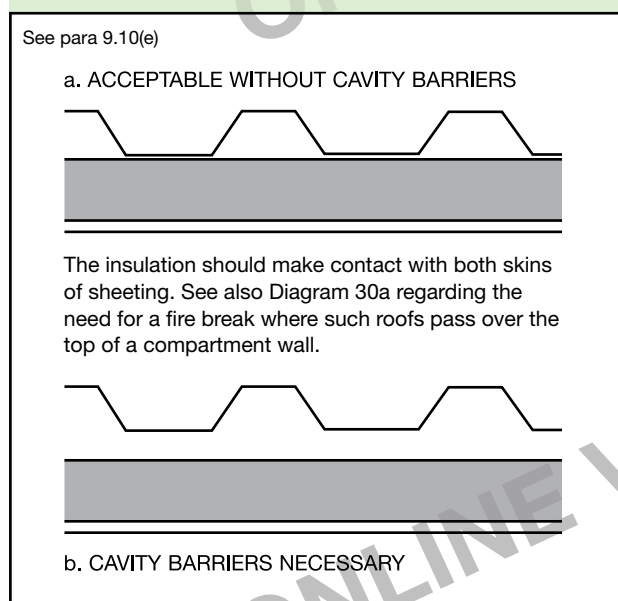 See para 9.10(e)
a. ACCEPTABLE WITHOUT CAVITY BARRIERS
The insulation should make contact with both skins
of sheeting. See also Diagram 30a regarding the
need for a fire break where such roofs pass over the
top of a compartment wall.
b. CAVITY BARRIERS NECESSARY
ONLINE